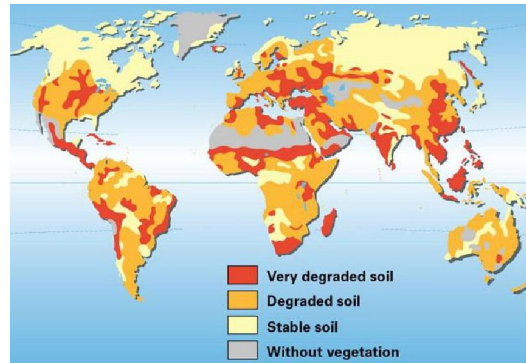 Very degraded soil
Degraded soil
Stable soil
Without vegetation